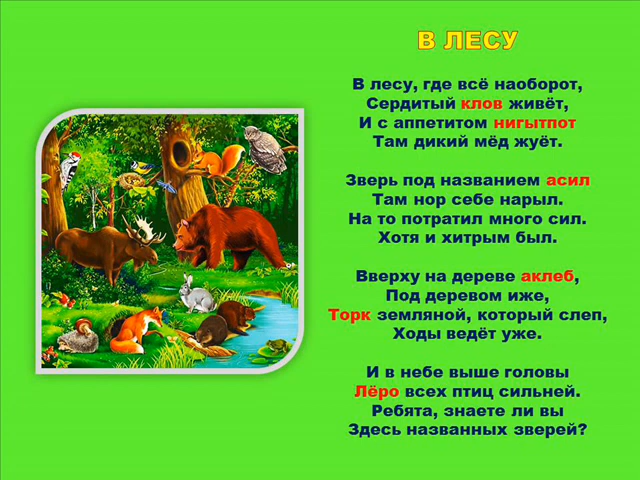 В ЛЕСУ
В лесу, где всё наоборот,
Сердитый клов живёт,
И с аппетитом нигытпот
Там дикий мёд жуёт.
Зверь под названием асил
Там нор себе нарыл.
На то потратил много сил.
Хотя и хитрым был.
Вверху на дереве аклеб,
Под деревом иже,
Торк земляной, который слеп,
Ходы ведёт уже.
И в небе выше головы
Лёро всех птиц сильней.
Ребята, знаете ли вы
Здесь названных зверей?